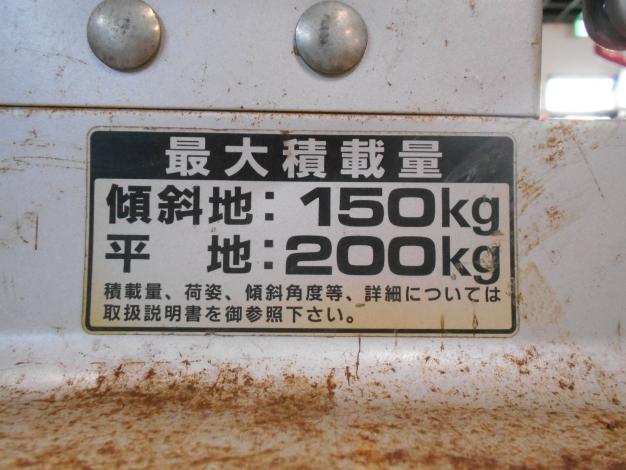 最大積載量
傾斜地：150kg
平　地：200kg
積載量、荷姿、傾斜角度等、詳細については
取扱説明書を御参照下さい。